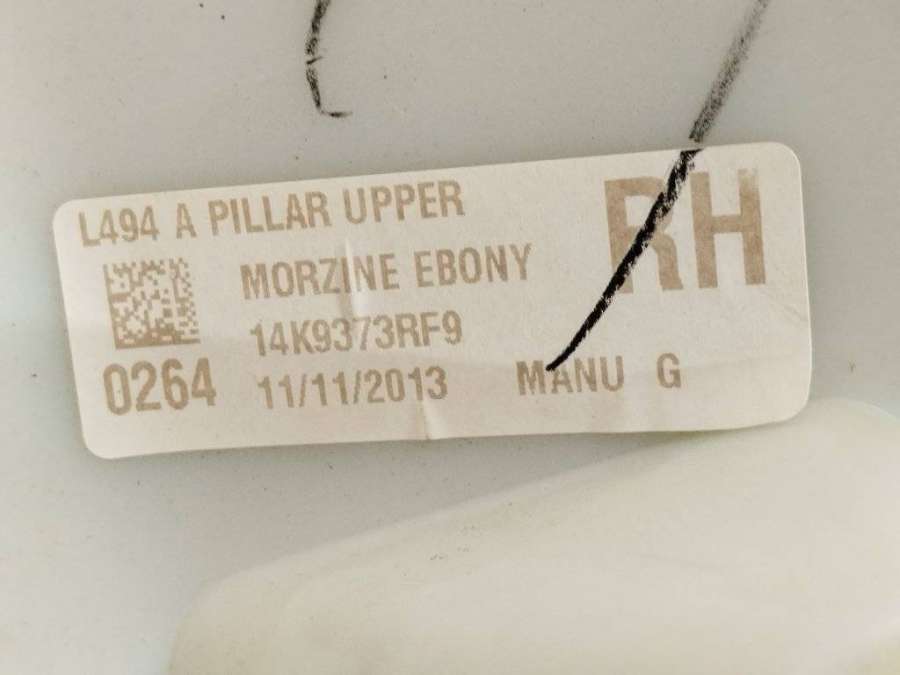 L494 A PILLAR UPPER
RH
MORZINE EBONY
14K9373RF9
0264 11/11/2013 MANU G